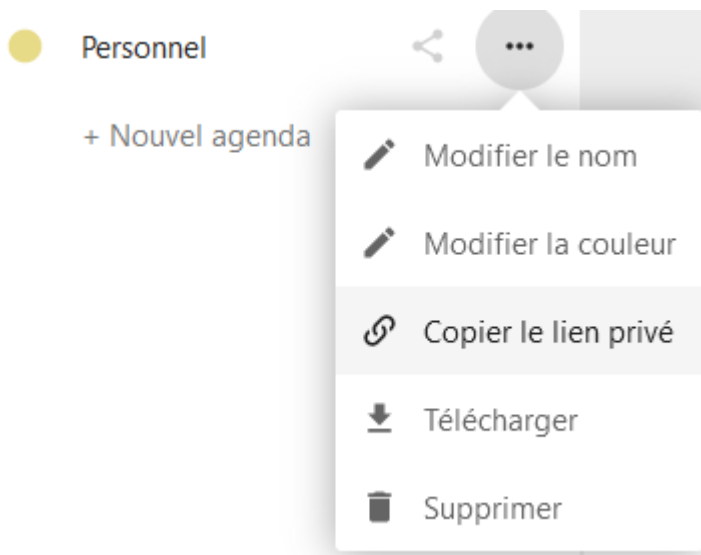 Personnel
+ Nouvel agenda
Modifier le nom
Modifier la couleur
Copier le lien privé
Télécharger
Supprimer